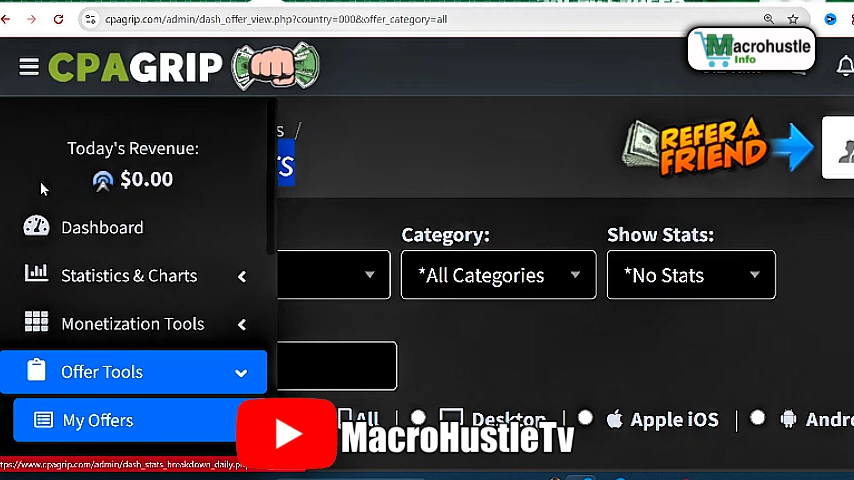 cpagrip.com/admin/dash_offer_view.php?country=000&offer_category=all
Macrohustle
Info
CPAGRIP
Today's Revenue:
$0.00
REFER A
FRIEND
Dashboard
Category:
Show Stats:
Statistics & Charts
*All Categories
*No Stats
Monetization Tools
Offer Tools
My Offers
All
Desktop
Apple iOS
Andro
MacroHustleTv
ttps://www.cpagrip.com/admin/dash_stats_breakdown_daily.p